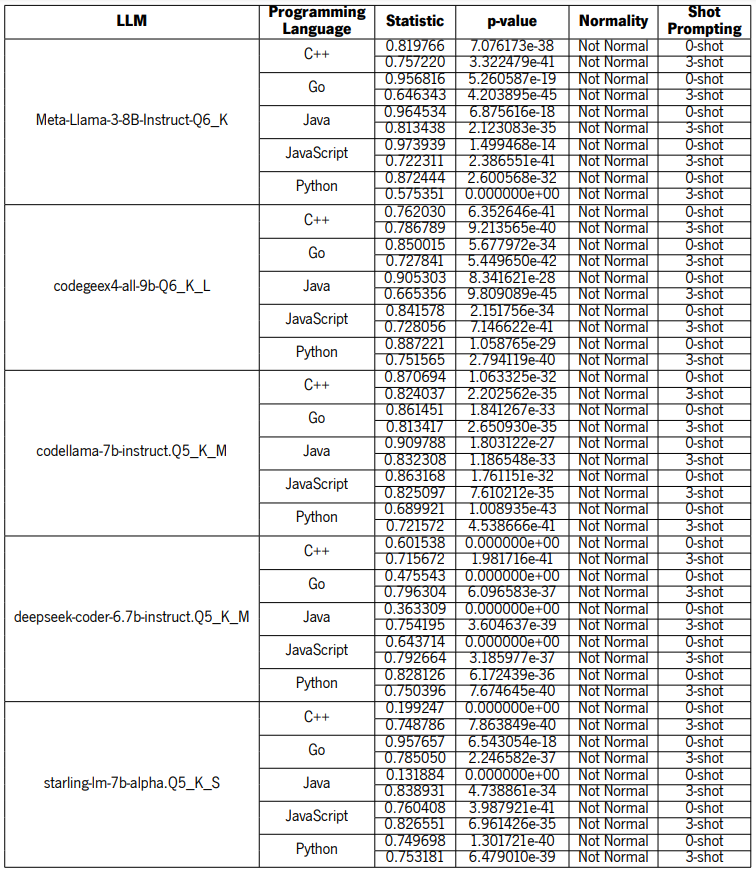 LLM Programming Language Statistic p-value Normality Shot Prompting
Meta-Llama-3-8B-Instruct-Q6_K
C++ 0.819766 7.076173e-38 Not Normal 0-shot
0.757220 3.322479e-41 Not Normal 3-shot
Go 0.956816 5.260587e-19 Not Normal 0-shot
0.646343 4.203895e-45 Not Normal 3-shot
Java 0.964534 6.875616e-18 Not Normal 0-shot
0.813438 2.123083e-35 Not Normal 3-shot
JavaScript 0.973939 1.499468e-14 Not Normal 0-shot
0.722311 2.386551e-41 Not Normal 3-shot
Python 0.872444 2.600568e-32 Not Normal 0-shot
0.575351 0.000000e+00 Not Normal 3-shot
codegeex4-all-9b-Q6_K_L
C++ 0.762030 6.352646e-41 Not Normal 0-shot
0.786789 9.213565e-40 Not Normal 3-shot
Go 0.850015 5.677972e-34 Not Normal 0-shot
0.727841 5.449650e-42 Not Normal 3-shot
Java 0.905303 8.341621e-28 Not Normal 0-shot
0.665356 9.809089e-45 Not Normal 3-shot
JavaScript 0.841578 2.151756e-34 Not Normal 0-shot
0.728056 7.146622e-41 Not Normal 3-shot
Python 0.887221 1.058765e-29 Not Normal 0-shot
0.751565 2.794119e-40 Not Normal 3-shot
codellama-7b-instruct.Q5_K_M
C++ 0.870694 1.063325e-32 Not Normal 0-shot
0.824037 2.202562e-35 Not Normal 3-shot
Go 0.861451 1.841267e-33 Not Normal 0-shot
0.813417 2.650930e-35 Not Normal 3-shot
Java 0.909788 1.803122e-27 Not Normal 0-shot
0.832308 1.186548e-33 Not Normal 3-shot
JavaScript 0.863168 1.761151e-32 Not Normal 0-shot
0.825097 7.610212e-35 Not Normal 3-shot
Python 0.689921 1.008935e-43 Not Normal 0-shot
0.721572 4.538666e-41 Not Normal 3-shot
deepseek-coder-6.7b-instruct.Q5_K_M
C++ 0.601538 0.000000e+00 Not Normal 0-shot
0.715672 1.981716e-41 Not Normal 3-shot
Go 0.475543 0.000000e+00 Not Normal 0-shot
0.796304 6.096583e-37 Not Normal 3-shot
Java 0.363309 0.000000e+00 Not Normal 0-shot
0.754195 3.604637e-39 Not Normal 3-shot
JavaScript 0.643714 0.000000e+00 Not Normal 0-shot
0.792664 3.185977e-37 Not Normal 3-shot
Python 0.828126 6.172439e-36 Not Normal 0-shot
0.750396 7.674645e-40 Not Normal 3-shot
starling-lm-7b-alpha.Q5_K_S
C++ 0.199247 0.000000e+00 Not Normal 0-shot
0.748786 7.863849e-40 Not Normal 3-shot
Go 0.957657 6.543054e-18 Not Normal 0-shot
0.785050 2.246582e-37 Not Normal 3-shot
Java 0.131884 0.000000e+00 Not Normal 0-shot
0.838931 4.738861e-34 Not Normal 3-shot
JavaScript 0.760408 3.987921e-41 Not Normal 0-shot
0.826551 6.961426e-35 Not Normal 3-shot
Python 0.749698 1.301721e-40 Not Normal 0-shot
0.753181 6.479010e-39 Not Normal 3-shot